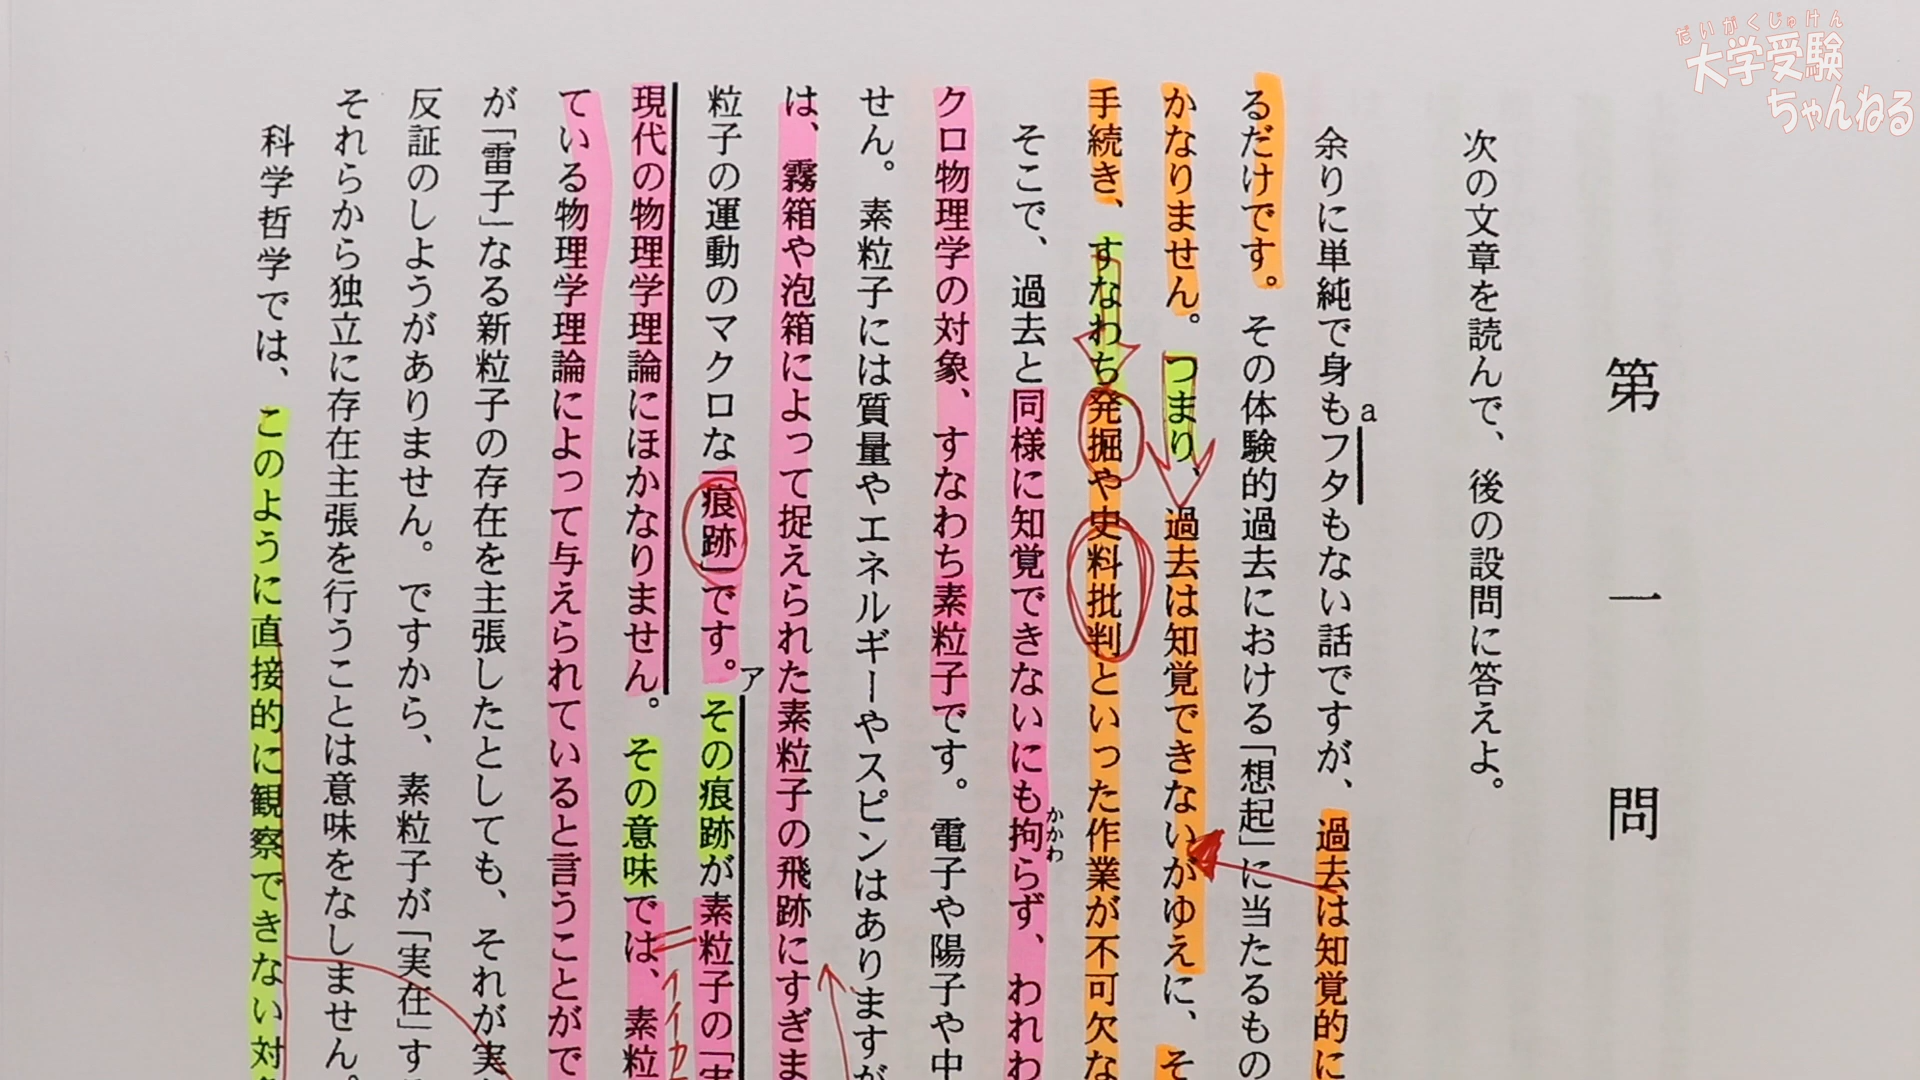 だいがくじゅけん
大学受験
ちゃんねる
第一問
次の文章を読んで、後の設問に答えよ。
a
余りに単純で身もフタもない話ですが、過去は知覚的に
るだけです。その体験的過去における「想起」に当たるもの
かなりません。つまり、過去は知覚できないがゆえに、そ
手続き、すなわち発掘や史料批判といった作業が不可欠な
かかわ
そこで、過去と同様に知覚できないにも拘らず、われわ
クロ物理学の対象、すなわち素粒子です。電子や陽子や中
せん。素粒子には質量やエネルギーやスピンはありますが
は、霧箱や泡箱によって捉えられた素粒子の飛跡にすぎま
ア
粒子の運動のマクロな「痕跡」です。その痕跡が素粒子の「実
現代の物理学理論にほかなりません。その意味では、素粒
ている物理学理論によって与えられていると言うことがで
が「雷子」なる新粒子の存在を主張したとしても、それが実
反証のしようがありません。ですから、素粒子が「実在」す
それらから独立に存在主張を行うことは意味をなしません。
科学哲学では、このように直接的に観察できない対象